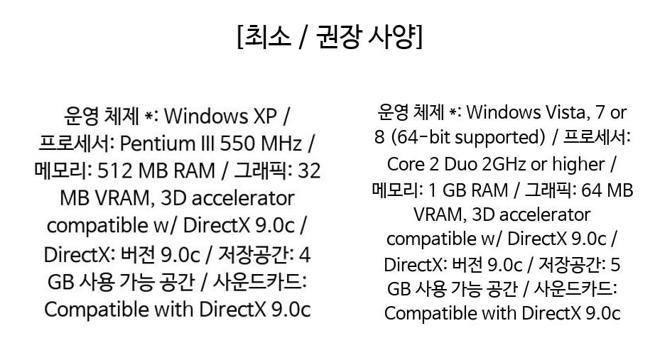 [최소 / 권장 사양]
운영 체제 *: Windows XP /
프로세서: Pentium III 550 MHz /
메모리: 512 MB RAM / 그래픽: 32
MB VRAM, 3D accelerator
compatible w/ DirectX 9.0c /
DirectX: 버전 9.0c / 저장공간: 4
GB 사용 가능 공간 / 사운드카드:
Compatible with DirectX 9.0c
운영 체제 *: Windows Vista, 7 or
8 (64-bit supported) / 프로세서:
Core 2 Duo 2GHz or higher /
메모리: 1 GB RAM / 그래픽: 64 MB
VRAM, 3D accelerator
compatible w/ DirectX 9.0c /
DirectX: 버전 9.0c / 저장공간: 5
GB 사용 가능 공간 / 사운드카드:
Compatible with DirectX 9.0c